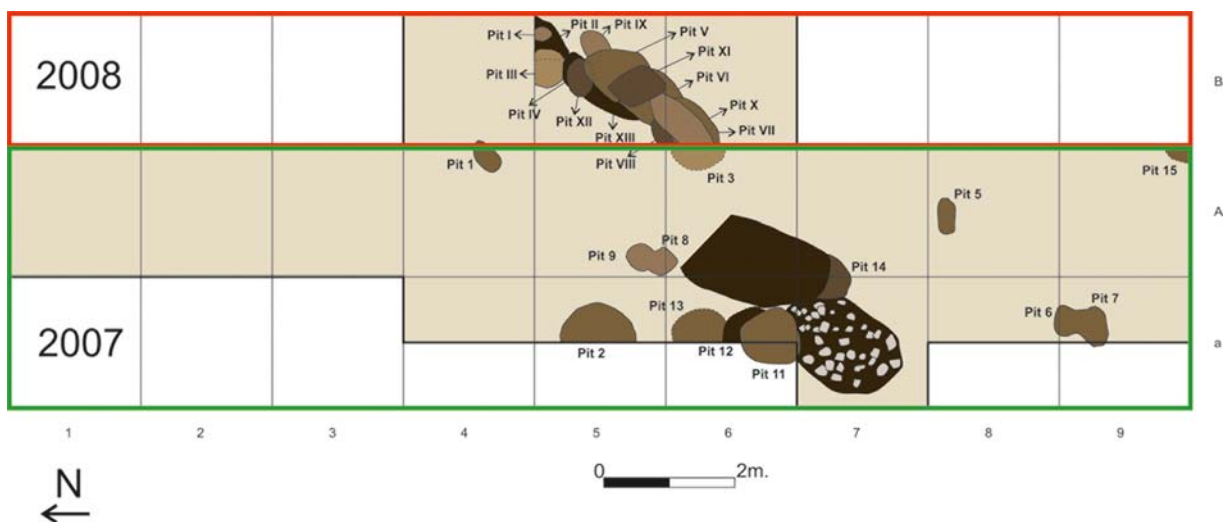 2008
Pit I
Pit II
Pit IX
Pit V
Pit XI
Pit III
Pit VI
Pit IV
Pit X
Pit XII
Pit VII
Pit XIII
Pit VIII
B
Pit 1
Pit 3
Pit 15
Pit 5
A
Pit 9
Pit 8
Pit 14
2007
Pit 13
Pit 6
Pit 7
Pit 2
Pit 12
Pit 11
a
1 2 3 4 5 6 7 8 9
N
0 2m.